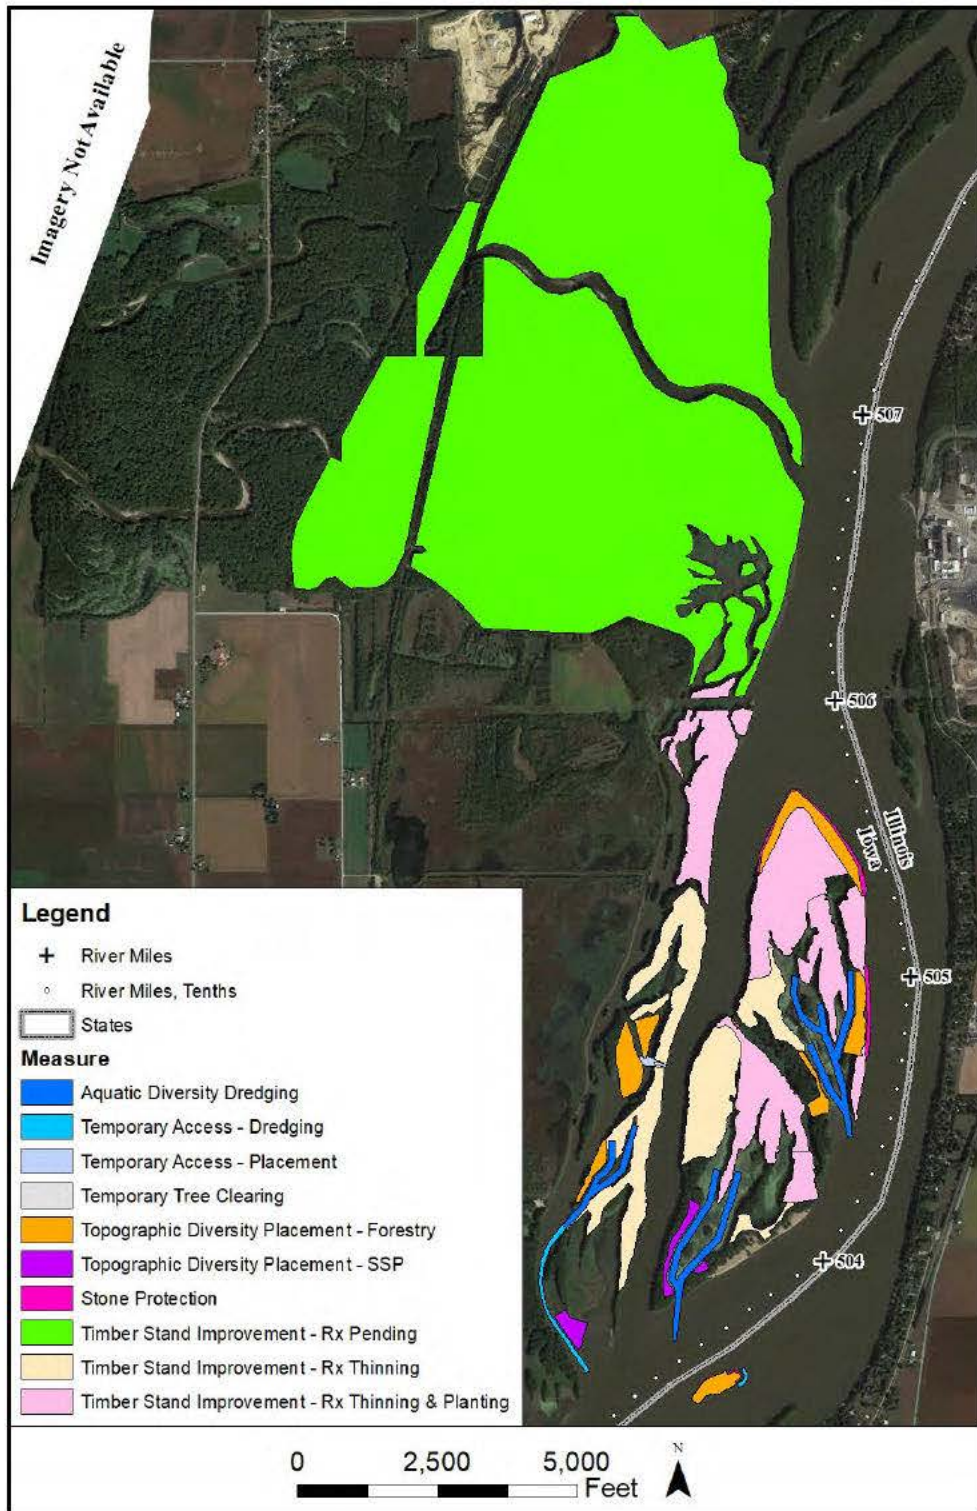 Imagery Not Available
507
506
Illinois
Iowa
505
504
Legend
River Miles
River Miles, Tenths
States
Measure
Aquatic Diversity Dredging
Temporary Access - Dredging
Temporary Access - Placement
Temporary Tree Clearing
Topographic Diversity Placement - Forestry
Topographic Diversity Placement - SSP
Stone Protection
Timber Stand Improvement - Rx Pending
Timber Stand Improvement - Rx Thinning
Timber Stand Improvement - Rx Thinning & Planting
0 2,500 5,000
Feet
N